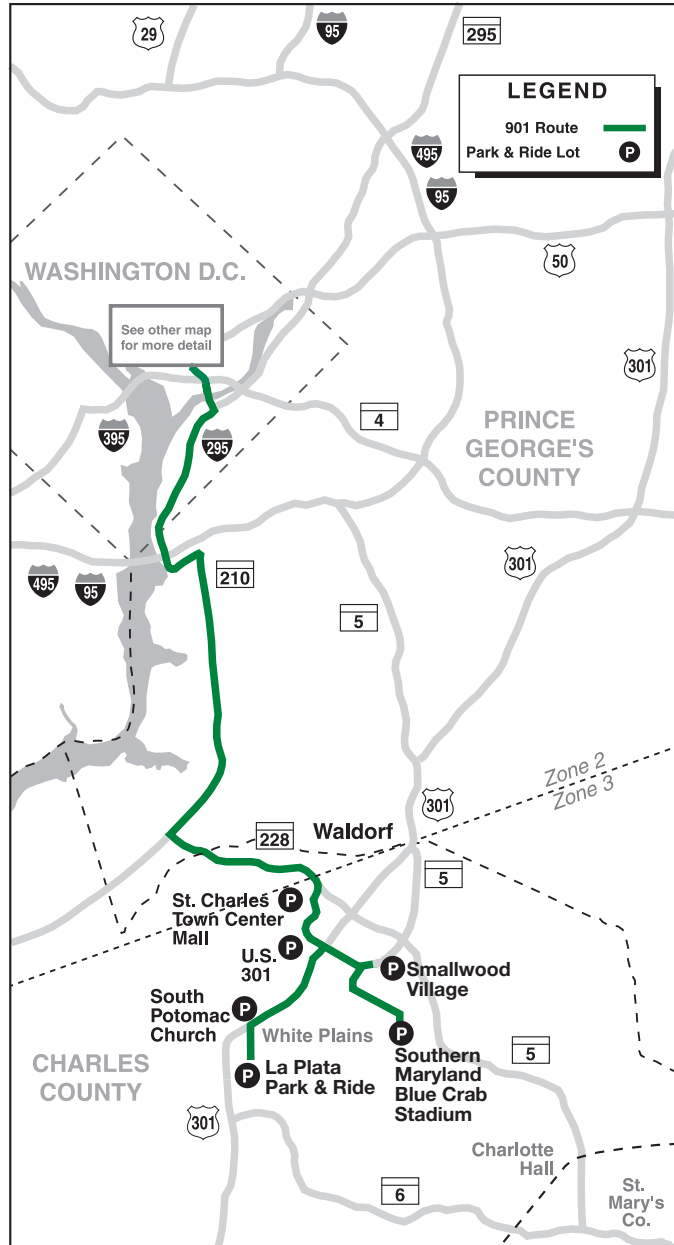 29
95
295
LEGEND
901 Route
Park & Ride Lot
P
495
95
50
WASHINGTON D.C.
See other map
for more detail
301
395
295
4
PRINCE
GEORGE'S
COUNTY
495
95
210
301
5
Zone 2
Zone 3
301
228
Waldorf
5
St. Charles
Town Center
Mall
P
U.S.
301
P
P
Smallwood
Village
South
Potomac
Church
P
White Plains
P
Southern
Maryland
Blue Crab
Stadium
5
CHARLES
COUNTY
P
La Plata
Park & Ride
301
Charlotte
Hall
6
St.
Mary's
Co.